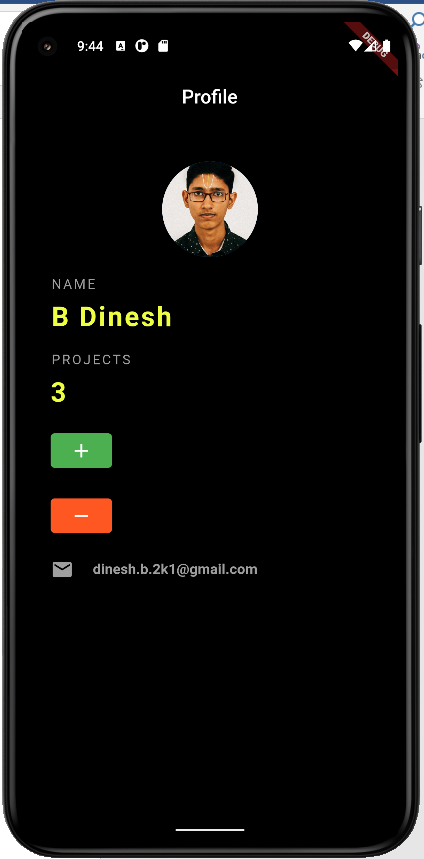 9:44
DEBUG
Profile
NAME
B Dinesh
PROJECTS
3
+
−
dinesh.b.2k1@gmail.com